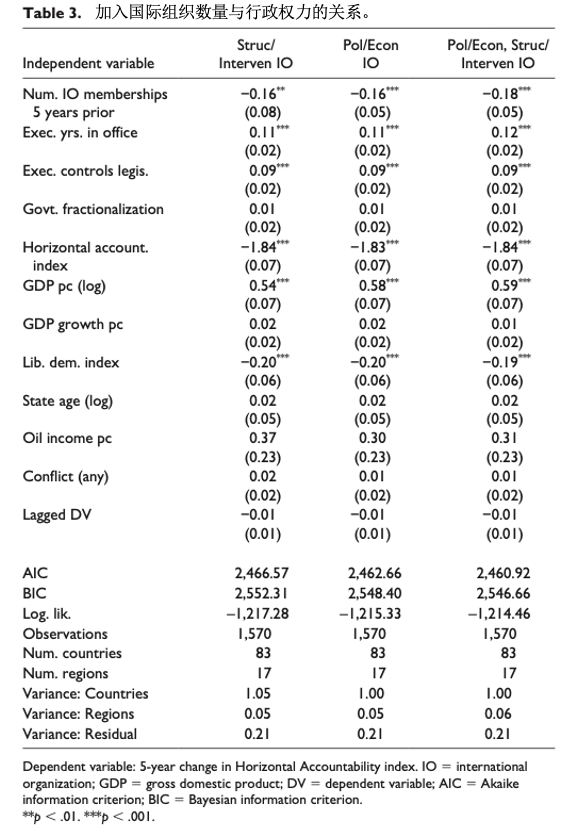 Table 3. 加入国际组织数量与行政权力的关系。
Independent variable Struc/ Interven IO Pol/Econ IO Pol/Econ, Struc/ Interven IO
Num. IO memberships 5 years prior −0.16** −0.16*** −0.18***
(0.08) (0.05) (0.05)
Exec. yrs. in office 0.11*** 0.11*** 0.12***
(0.02) (0.02) (0.02)
Exec. controls legis. 0.09*** 0.09*** 0.09***
(0.02) (0.02) (0.02)
Govt. fractionalization 0.01 0.01 0.01
(0.02) (0.02) (0.02)
Horizontal account. index −1.84*** −1.83*** −1.84***
(0.07) (0.07) (0.07)
GDP pc (log) 0.54*** 0.58*** 0.59***
(0.07) (0.07) (0.07)
GDP growth pc 0.02 0.02 0.01
(0.02) (0.02) (0.02)
Lib. dem. index −0.20*** −0.20*** −0.19***
(0.06) (0.06) (0.06)
State age (log) 0.02 0.02 0.02
(0.05) (0.05) (0.05)
Oil income pc 0.37 0.30 0.31
(0.23) (0.23) (0.23)
Conflict (any) 0.02 0.01 0.01
(0.02) (0.02) (0.02)
Lagged DV −0.01 −0.01 −0.01
(0.01) (0.01) (0.01)
AIC 2,466.57 2,462.66 2,460.92
BIC 2,552.31 2,548.40 2,546.66
Log. lik. −1,217.28 −1,215.33 −1,214.46
Observations 1,570 1,570 1,570
Num. countries 83 83 83
Num. regions 17 17 17
Variance: Countries 1.05 1.00 1.00
Variance: Regions 0.05 0.05 0.06
Variance: Residual 0.21 0.21 0.21
Dependent variable: 5-year change in Horizontal Accountability index. IO = international
organization; GDP = gross domestic product; DV = dependent variable; AIC = Akaike
information criterion; BIC = Bayesian information criterion.
**p < .01. ***p < .001.